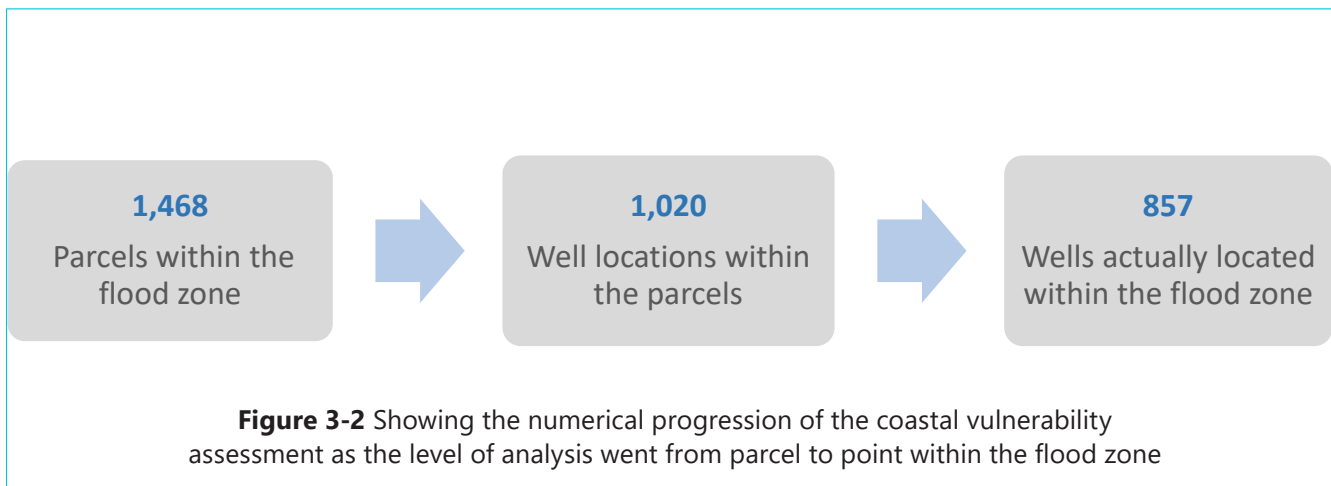 1,468
Parcels within the
flood zone
1,020
Well locations within
the parcels
857
Wells actually located
within the flood zone
Figure 3-2 Showing the numerical progression of the coastal vulnerability
assessment as the level of analysis went from parcel to point within the flood zone